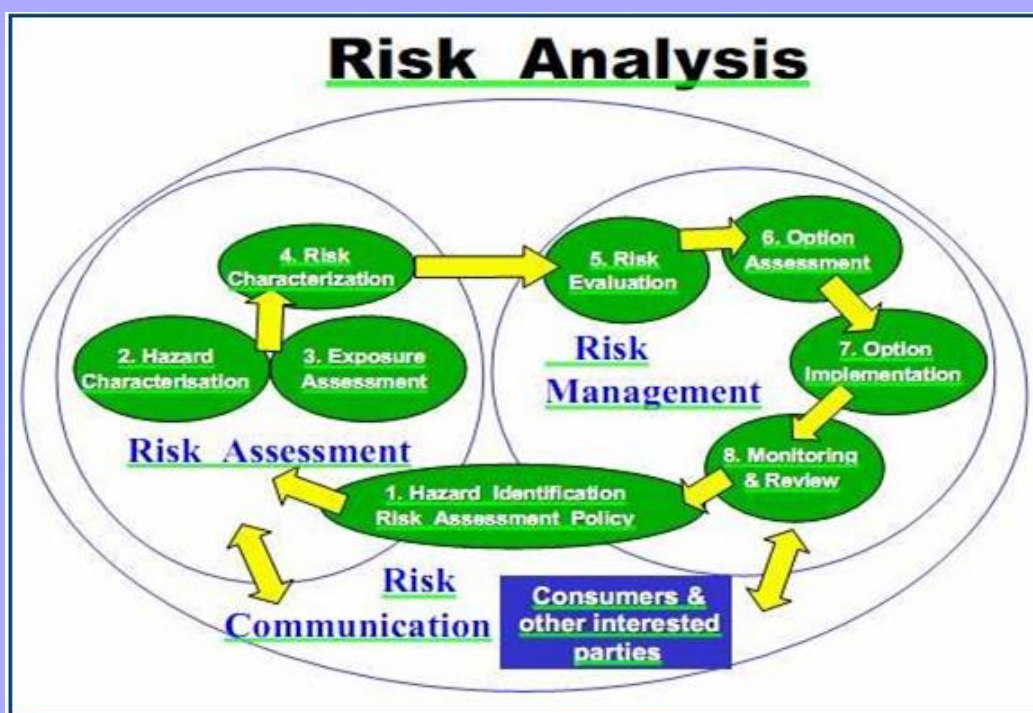 Risk Analysis
4. Risk
Characterization
2. Hazard
Characterisation
3. Exposure
Assessment
Risk Assessment
5. Risk
Evaluation
6. Option
Assessment
7. Option
Implementation
Risk
Management
8. Monitoring
& Review
1. Hazard Identification
Risk Assessment Policy
Risk
Communication
Consumers &
other interested
parties